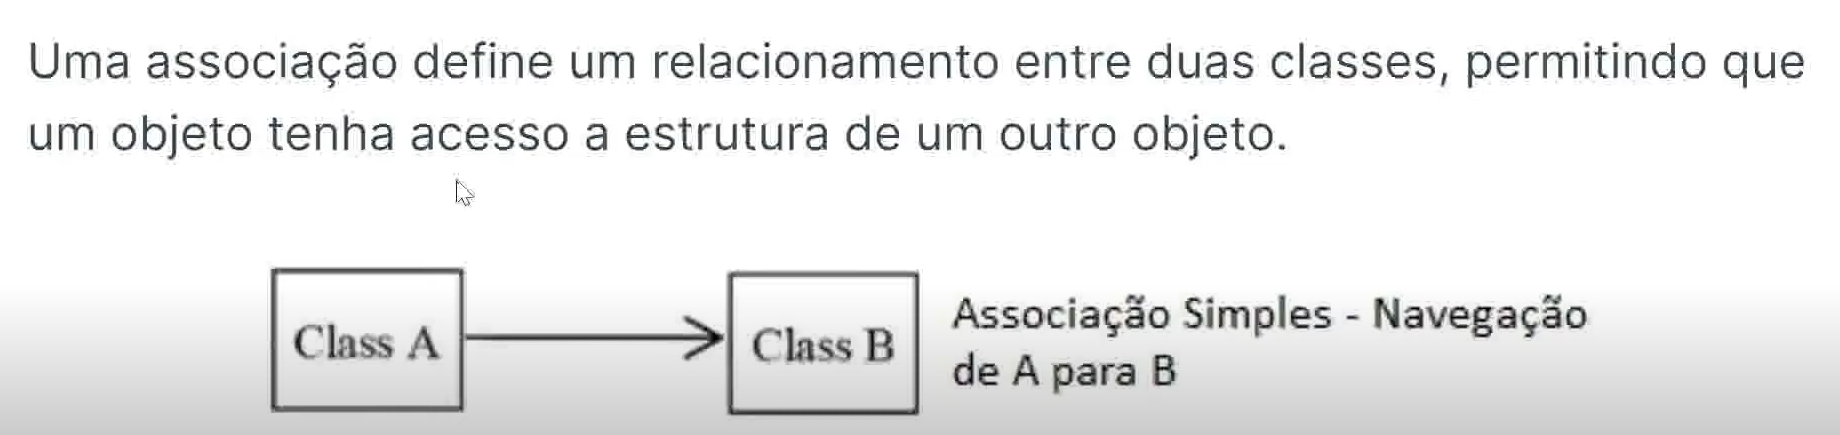 Uma associação define um relacionamento entre duas classes, permitindo que
um objeto tenha acesso a estrutura de um outro objeto.
Class A
Class B
Associação Simples - Navegação
de A para B